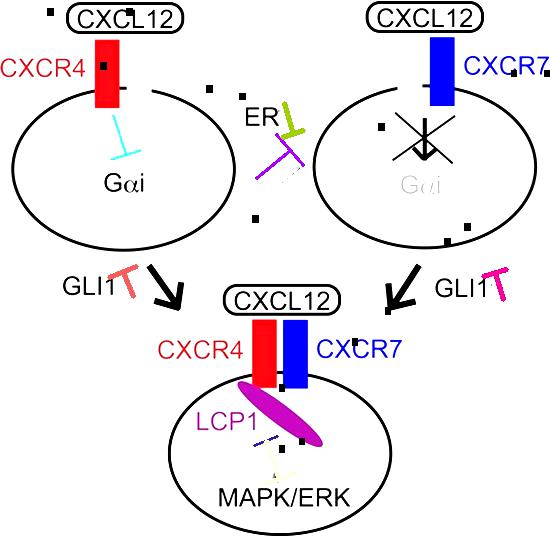 CXCL12
CXCL12
CXCR4
CXCR7
ER
Gαi
Gαi
GLI1
GLI1
CXCL12
CXCR4
CXCR7
LCP1
MAPK/ERK